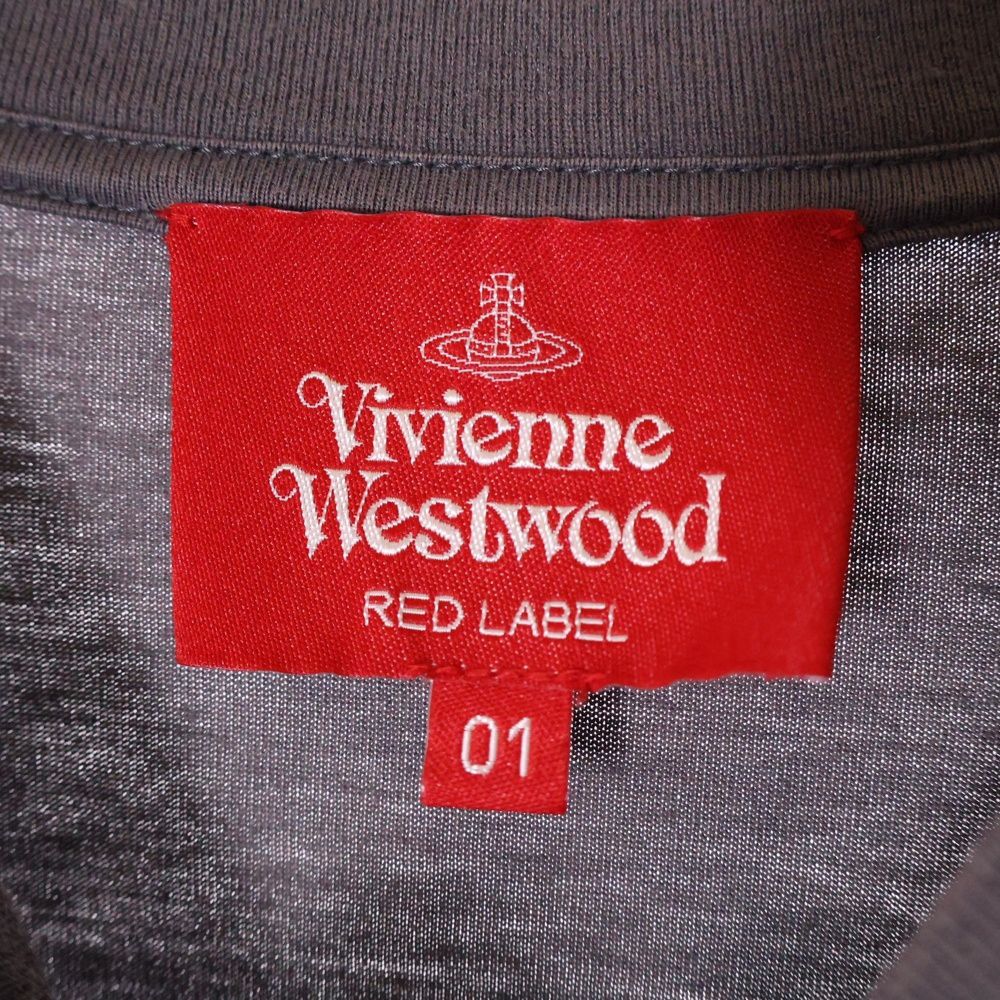 Vivienne
Westwood
RED LABEL
01